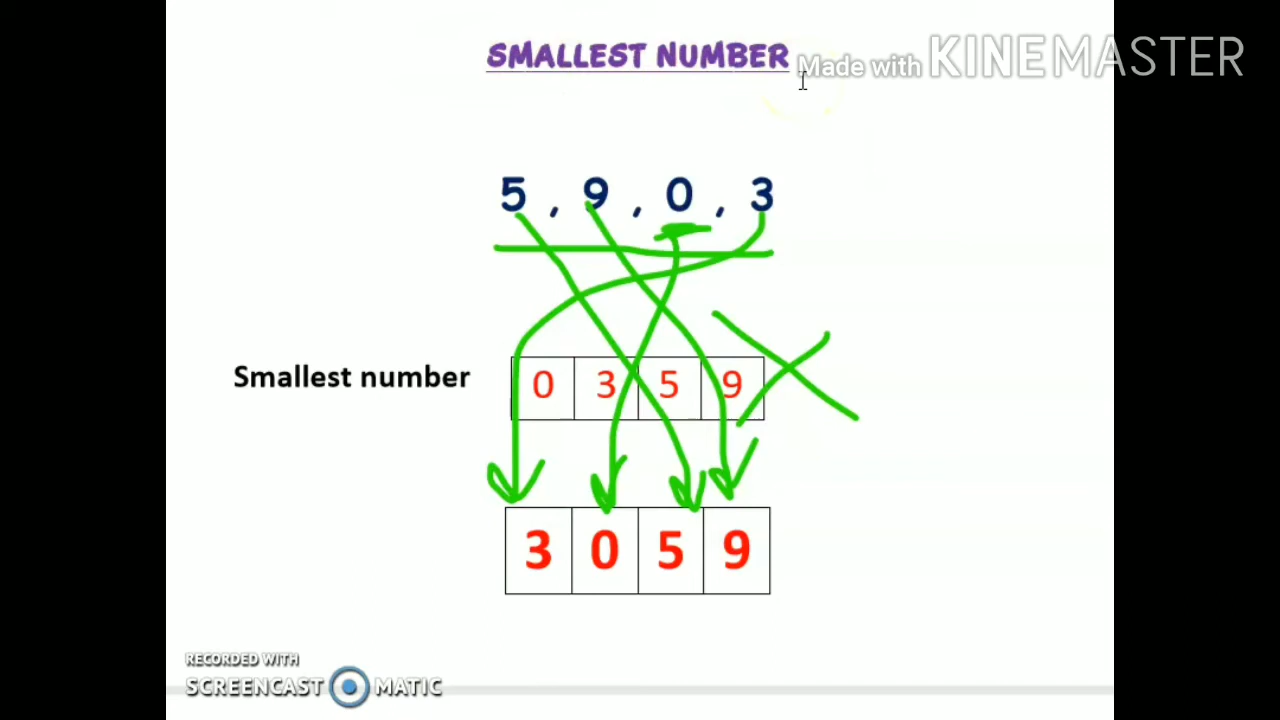 SMALLEST NUMBER
Made with KINEMASTER
5 , 9 , 0 , 3
Smallest number 0 3 5 9
3 0 5 9
RECORDED WITH
SCREENCAST MATIC